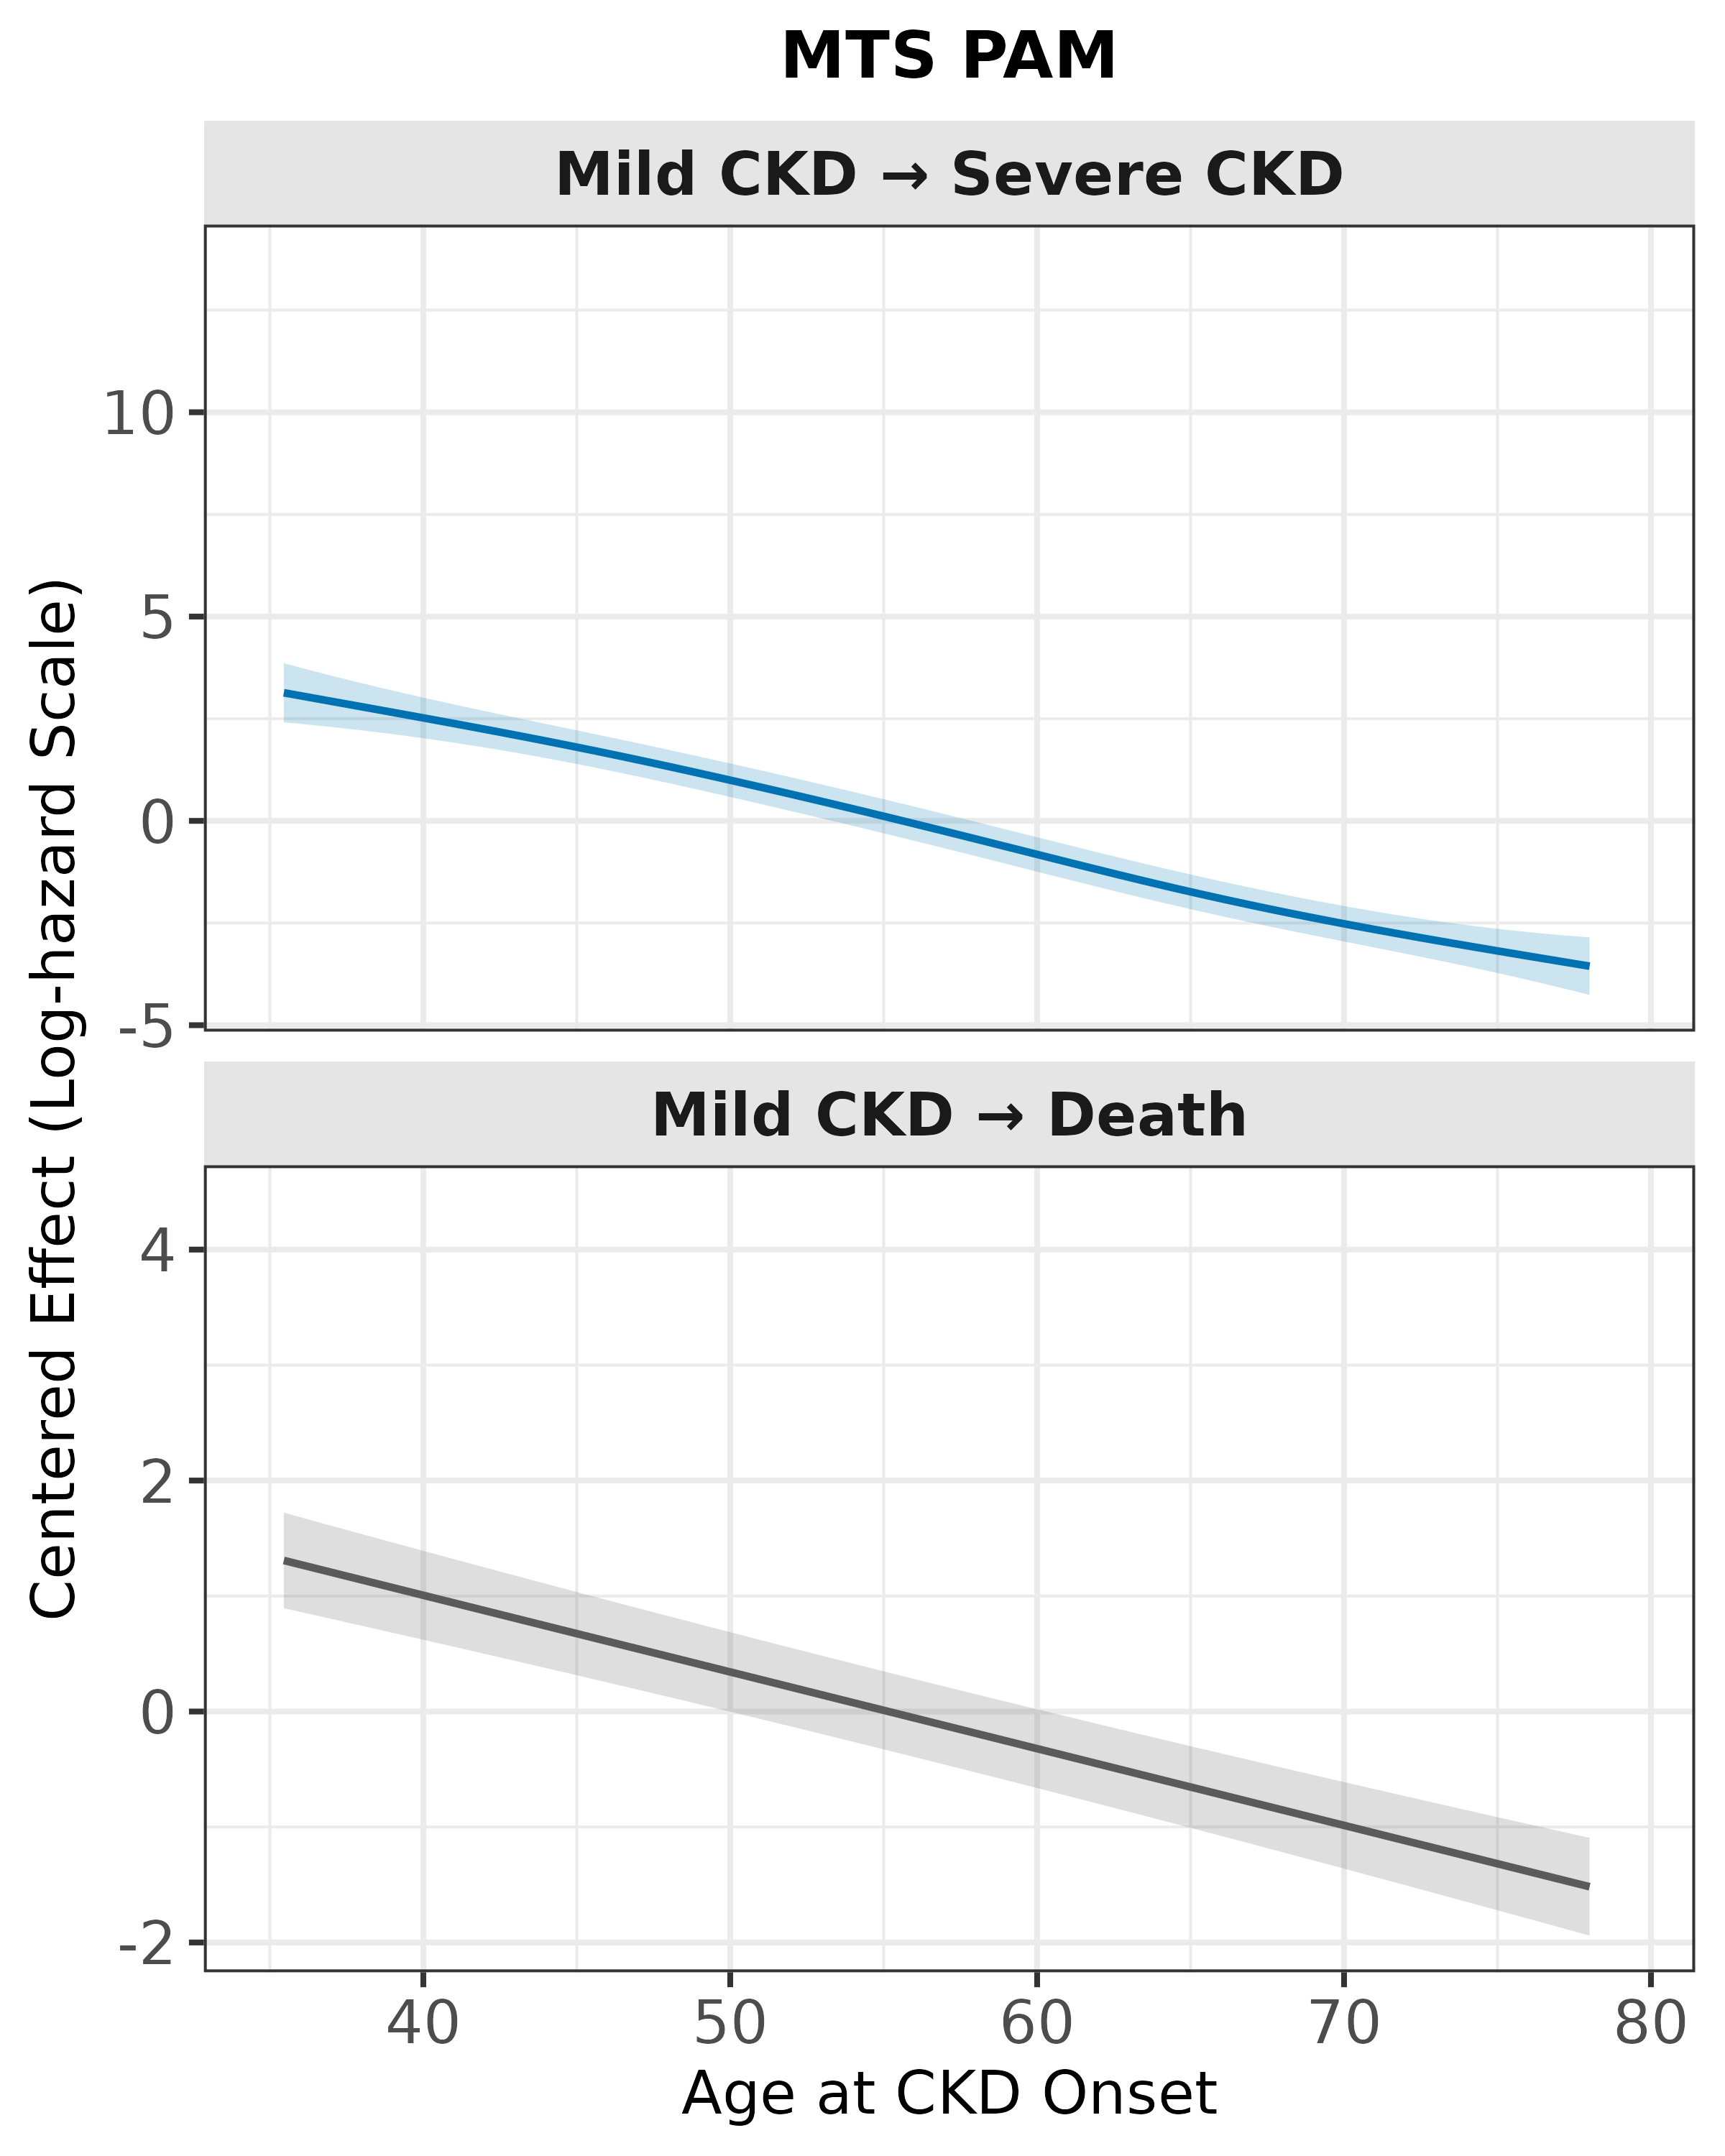 MTS PAM
Mild CKD → Severe CKD
10
5
0
-5
Mild CKD → Death
4
2
0
-2
40 50 60 70 80
Age at CKD Onset
Centered Effect (Log-hazard Scale)